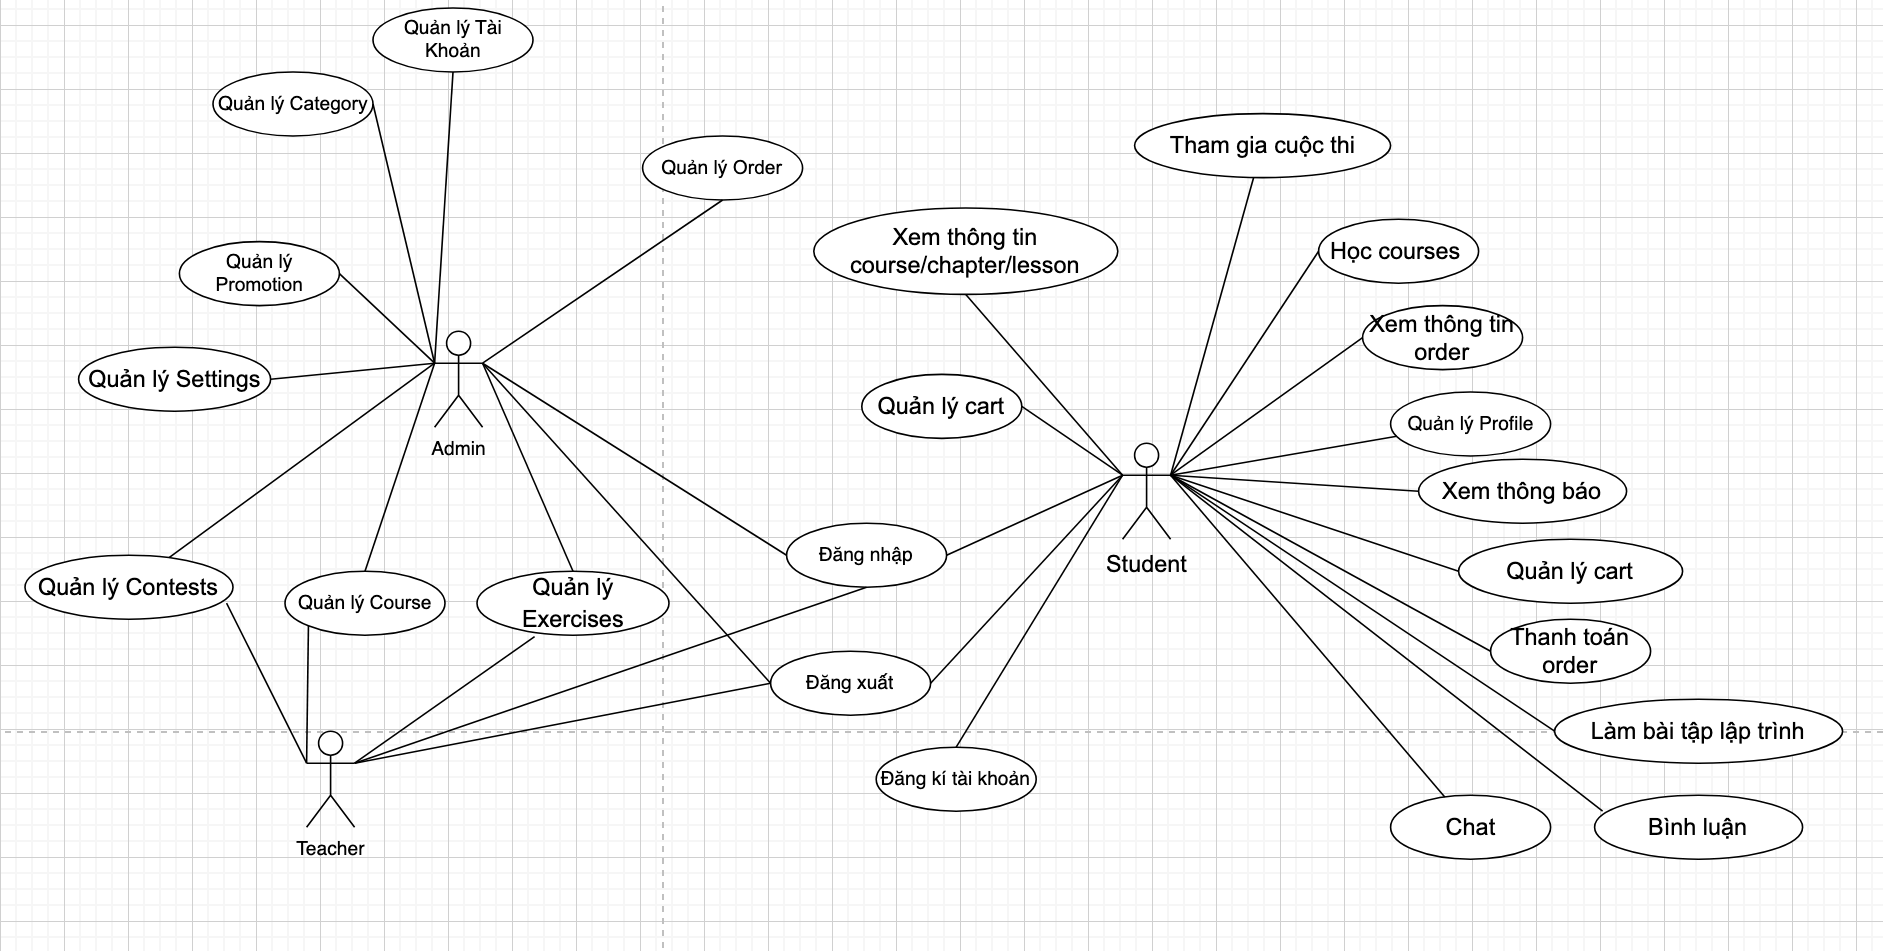 Quản lý Tài
Khoản
Quản lý Category
Quản lý Order
Quản lý
Promotion
Quản lý Settings
Admin
Quản lý Contests
Quản lý Course
Quản lý
Exercises
Teacher
Tham gia cuộc thi
Xem thông tin
course/chapter/lesson
Học courses
Xem thông tin
order
Quản lý cart
Quản lý Profile
Xem thông báo
Student
Đăng nhập
Quản lý cart
Thanh toán
order
Đăng xuất
Làm bài tập lập trình
Đăng kí tài khoản
Chat
Bình luận